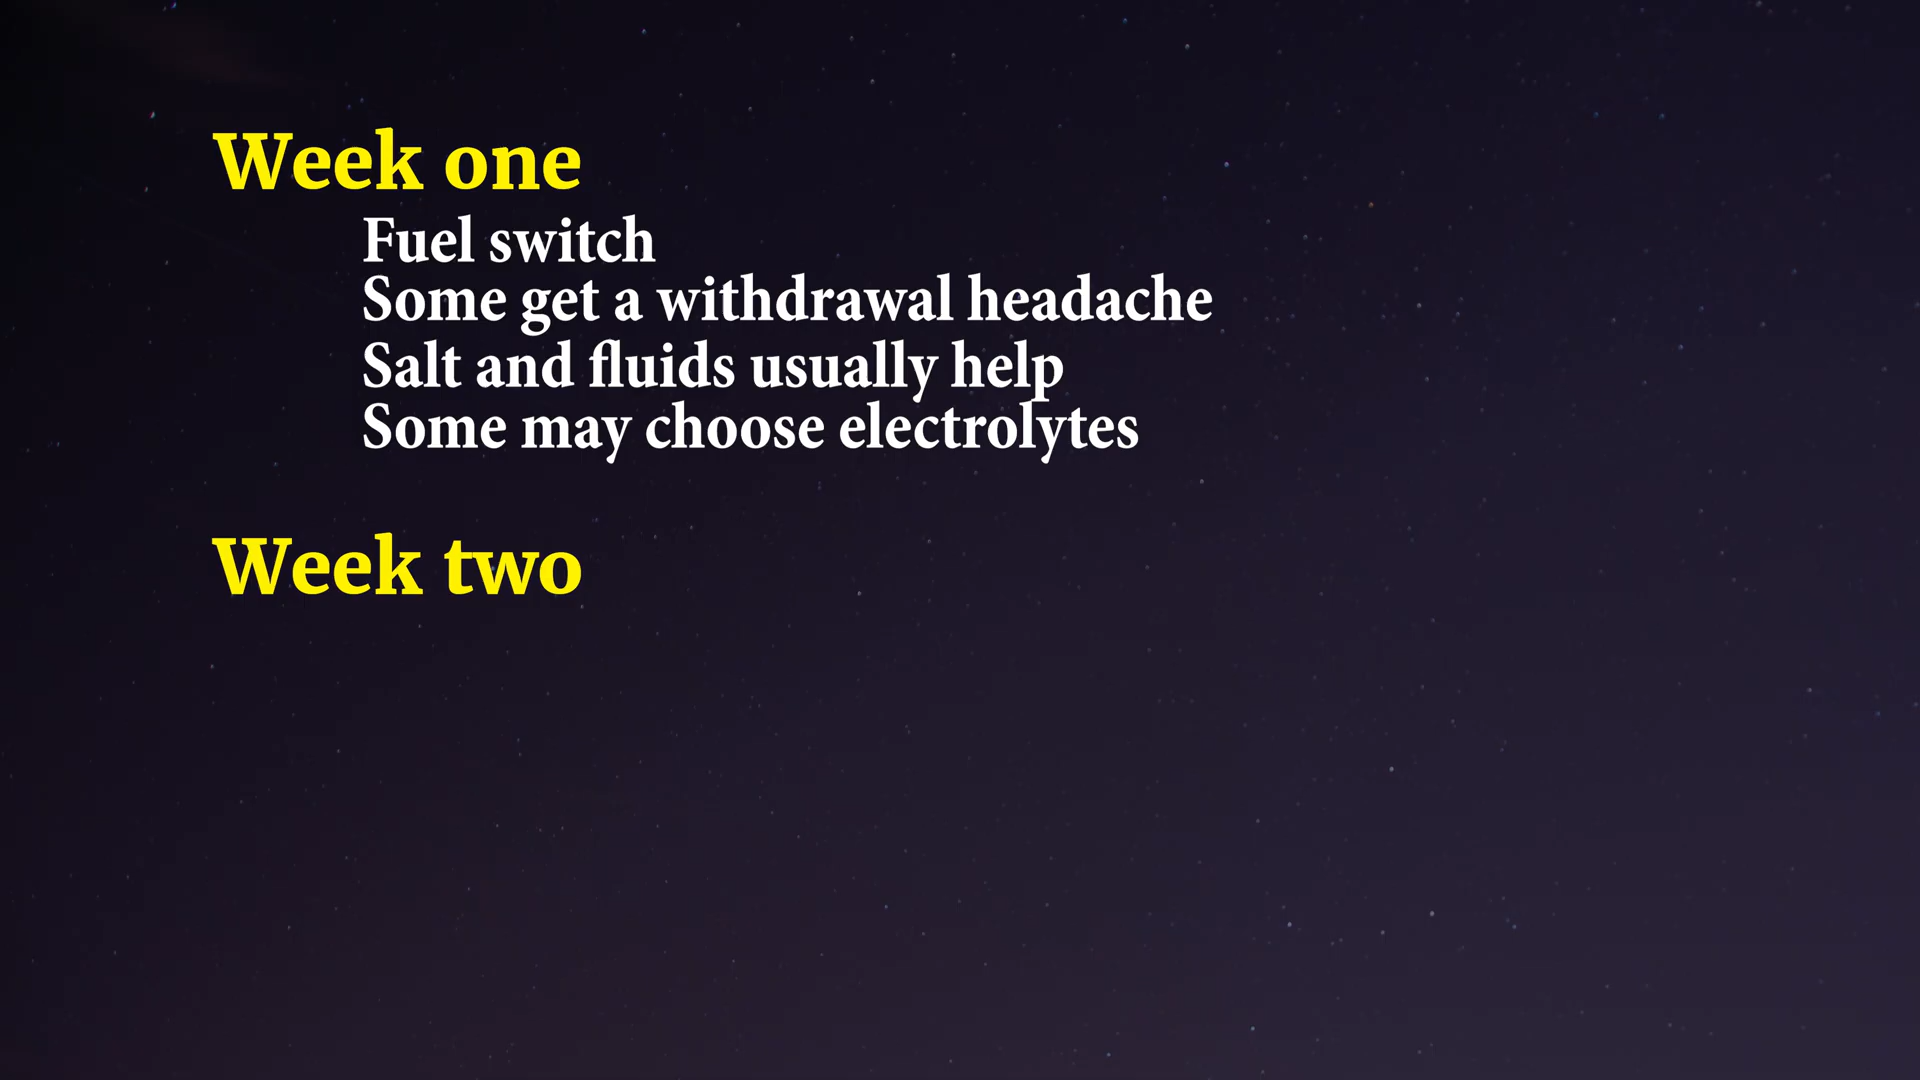 Week one
Fuel switch
Some get a withdrawal headache
Salt and fluids usually help
Some may choose electrolytes
Week two